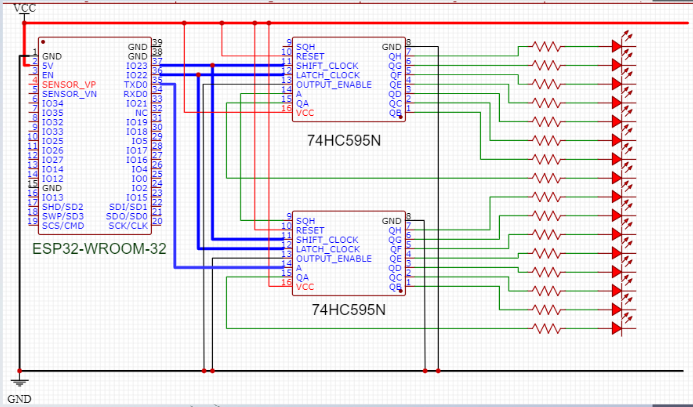 VCC
1 GND GND 39
2 5V GND 38
3 EN IO23 37
4 SENSOR_VP IO22 36
5 SENSOR_VN TXD0 35
6 IO34 RXD0 34
7 IO35 IO21 33
8 IO32 NC 32
9 IO33 IO19 31
10 IO25 IO18 30
11 IO26 IO5 29
12 IO27 IO17 28
13 IO14 IO16 27
14 IO12 IO4 26
15 GND IO0 25
16 IO13 IO2 24
17 SHD/SD2 IO15 23
18 SWP/SD3 SDI/SD1 22
19 SCS/CMD SDO/SD0 21
SCK/CLK 20
ESP32-WROOM-32
9 SQH GND 8
10 RESET QH 7
11 SHIFT_CLOCK QG 6
12 LATCH_CLOCK QF 5
13 OUTPUT_ENABLE QE 4
14 A QD 3
15 QA QC 2
16 VCC QB 1
74HC595N
9 SQH GND 8
10 RESET QH 7
11 SHIFT_CLOCK QG 6
12 LATCH_CLOCK QF 5
13 OUTPUT_ENABLE QE 4
14 A QD 3
15 QA QC 2
16 VCC QB 1
74HC595N
GND